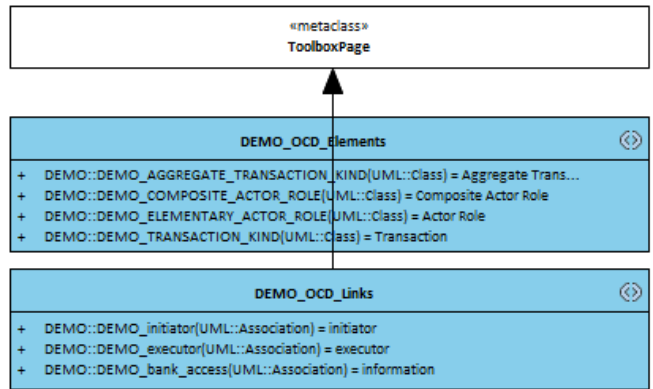 «metaclass»
ToolboxPage
DEMO_OCD_Elements
+ DEMO::DEMO_AGGREGATE_TRANSACTION_KIND(UML::Class) = Aggregate Trans...
+ DEMO::DEMO_COMPOSITE_ACTOR_ROLE(UML::Class) = Composite Actor Role
+ DEMO::DEMO_ELEMENTARY_ACTOR_ROLE(UML::Class) = Actor Role
+ DEMO::DEMO_TRANSACTION_KIND(UML::Class) = Transaction
DEMO_OCD_Links
+ DEMO::DEMO_initiator(UML::Association) = initiator
+ DEMO::DEMO_executor(UML::Association) = executor
+ DEMO::DEMO_bank_access(UML::Association) = information